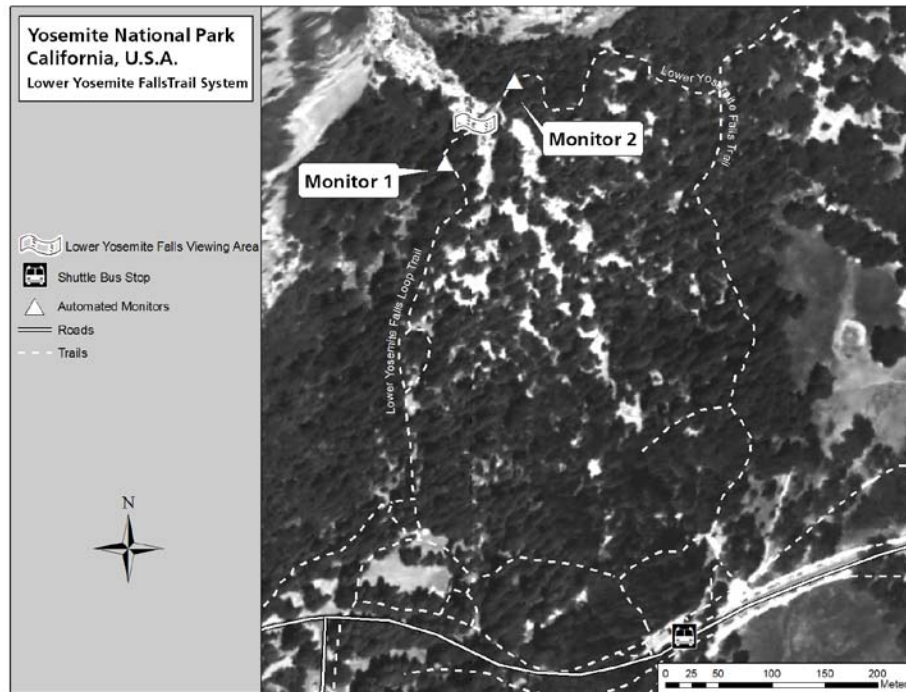 Yosemite National Park
California, U.S.A.
Lower Yosemite FallsTrail System
Lower Yosemite Falls Trail
Monitor 2
Monitor 1
Lower Yosemite Falls Loop Trail
Lower Yosemite Falls Viewing Area
Shuttle Bus Stop
Automated Monitors
Roads
Trails
N
0 25 50 100 150 200
Meter